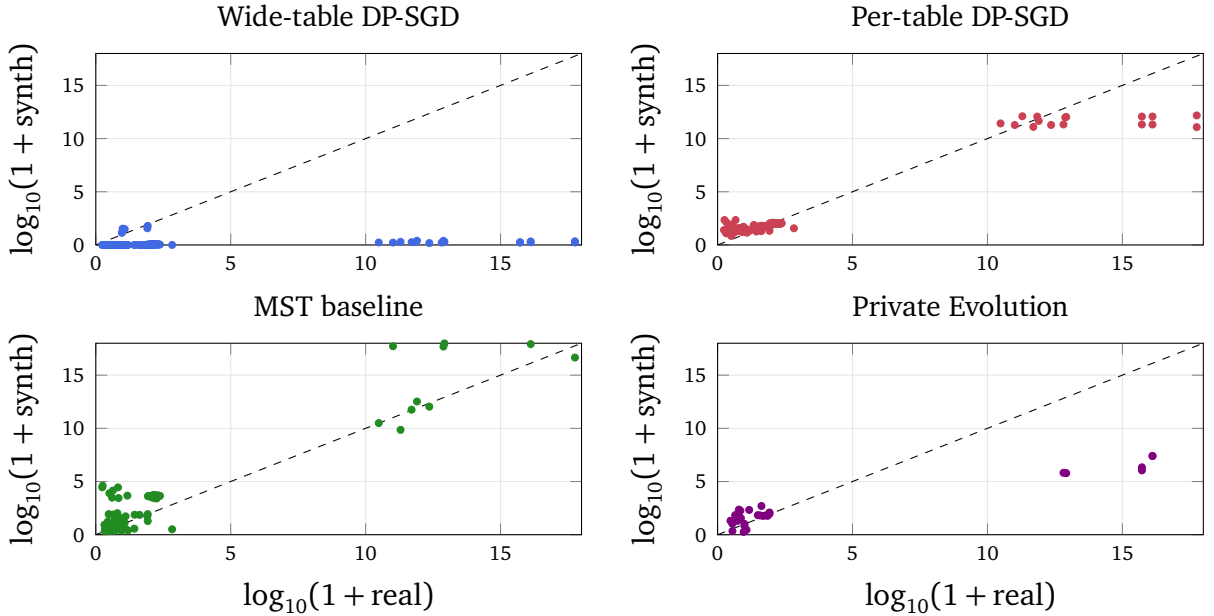 Wide-table DP-SGD
Per-table DP-SGD
log10(1 + synth)
15
10
5
0
0 5 10 15
log10(1 + synth)
15
10
5
0
0 5 10 15
MST baseline
Private Evolution
log10(1 + synth)
15
10
5
0
0 5 10 15
log10(1 + real)
log10(1 + synth)
15
10
5
0
0 5 10 15
log10(1 + real)